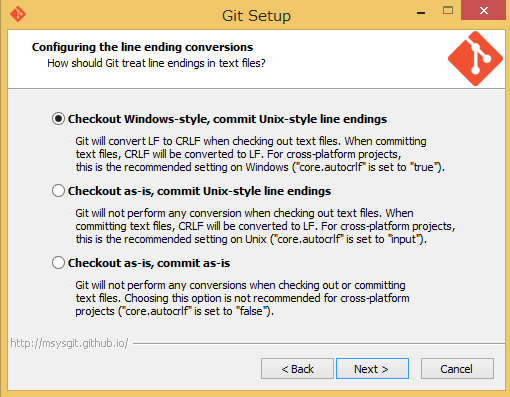 Git Setup
Configuring the line ending conversions
How should Git treat line endings in text files?
Checkout Windows-style, commit Unix-style line endings
Git will convert LF to CRLF when checking out text files. When committing
text files, CRLF will be converted to LF. For cross-platform projects,
this is the recommended setting on Windows ("core.autocrlf" is set to "true").
Checkout as-is, commit Unix-style line endings
Git will not perform any conversion when checking out text files. When
committing text files, CRLF will be converted to LF. For cross-platform projects,
this is the recommended setting on Unix ("core.autocrlf" is set to "input").
Checkout as-is, commit as-is
Git will not perform any conversions when checking out or committing
text files. Choosing this option is not recommended for cross-platform
projects ("core.autocrlf" is set to "false").
http://msysgit.github.io/
< Back
Next >
Cancel